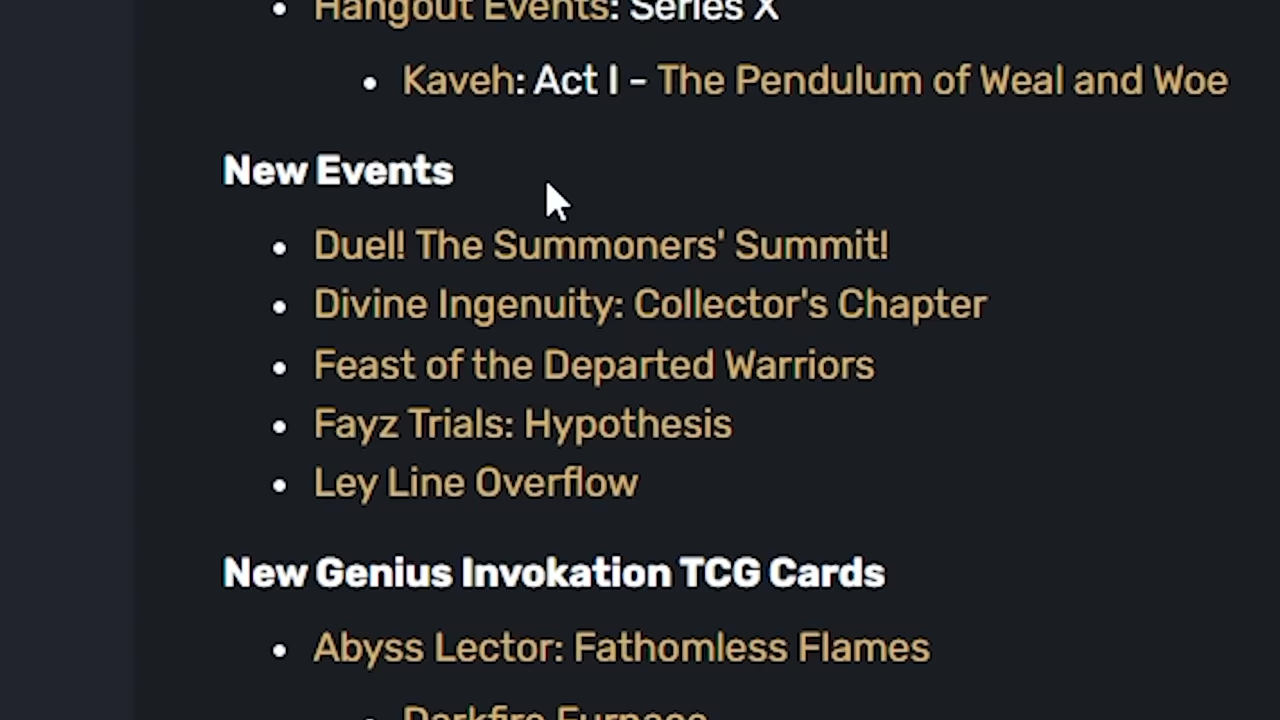 Hangout Events: Series X
Kaveh: Act I - The Pendulum of Weal and Woe
New Events
Duel! The Summoners' Summit!
Divine Ingenuity: Collector's Chapter
Feast of the Departed Warriors
Fayz Trials: Hypothesis
Ley Line Overflow
New Genius Invokation TCG Cards
Abyss Lector: Fathomless Flames
Darkfire Furnace